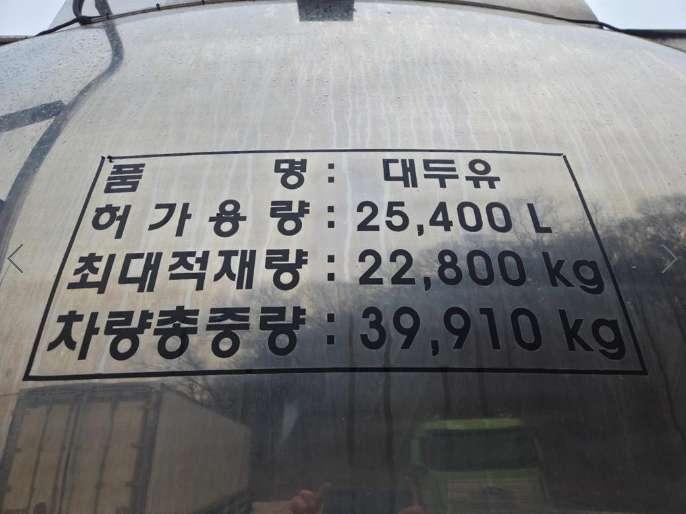 품 명 : 대두유
허가용량 : 25,400 L
최대적재량 : 22,800 kg
차량총중량 : 39,910 kg